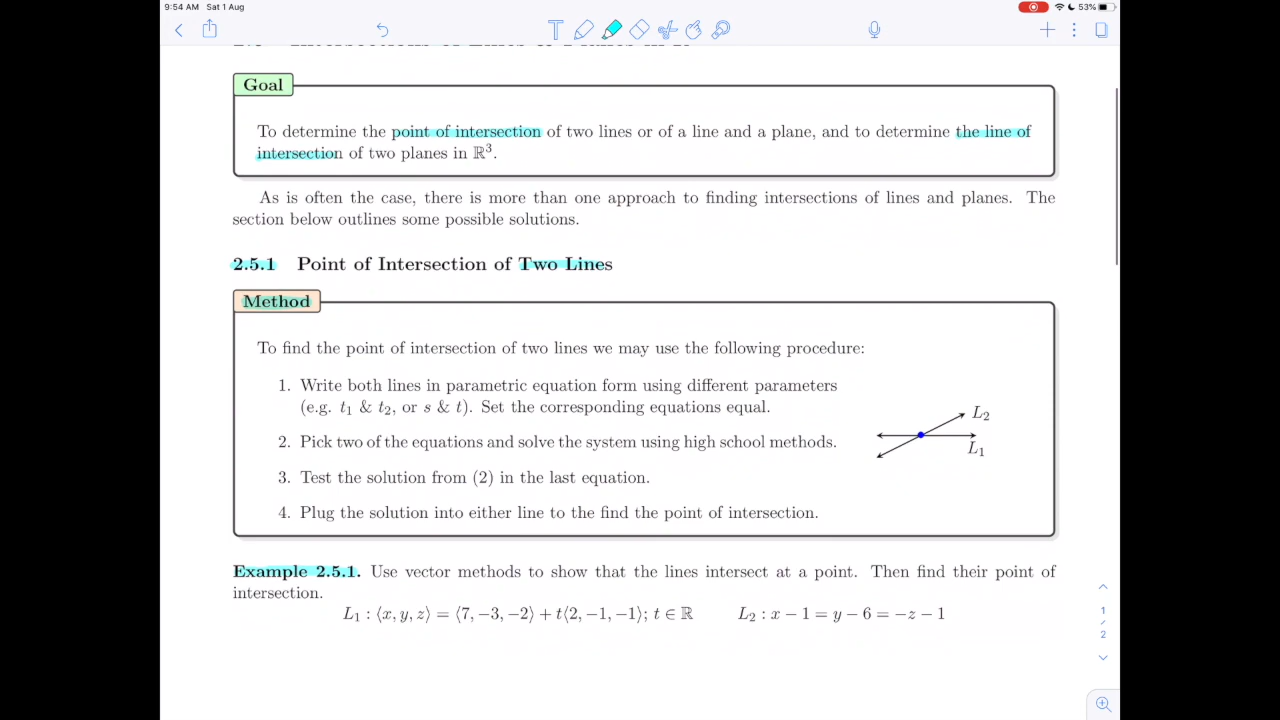 9:54 AM Sat 1 Aug
53%
Goal
To determine the point of intersection of two lines or of a line and a plane, and to determine the line of
intersection of two planes in ℝ³.
As is often the case, there is more than one approach to finding intersections of lines and planes. The
section below outlines some possible solutions.
2.5.1 Point of Intersection of Two Lines
Method
To find the point of intersection of two lines we may use the following procedure:
1. Write both lines in parametric equation form using different parameters
(e.g. t₁ & t₂, or s & t). Set the corresponding equations equal.
2. Pick two of the equations and solve the system using high school methods.
3. Test the solution from (2) in the last equation.
4. Plug the solution into either line to the find the point of intersection.
L₂
L₁
Example 2.5.1. Use vector methods to show that the lines intersect at a point. Then find their point of
intersection.
L₁ : ⟨x, y, z⟩ = ⟨7, −3, −2⟩ + t⟨2, −1, −1⟩; t ∈ ℝ L₂ : x − 1 = y − 6 = −z − 1
1
/
2